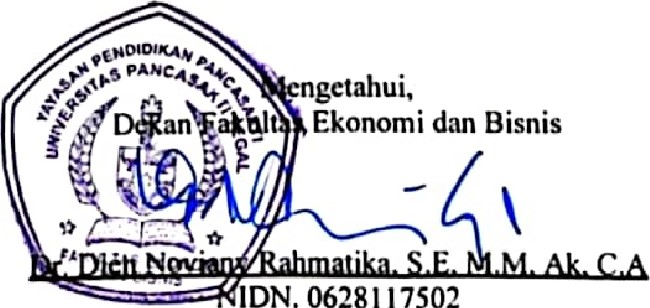 YAYASAN PENDIDIKAN PANCASAKTI
UNIVERSITAS PANCASAKTI TEGAL
Mengetahui,
Dekan Fakultas Ekonomi dan Bisnis
Dr. Dien Noviany Rahmatika, S.E. M.M. Ak. C.A
NIDN. 0628117502